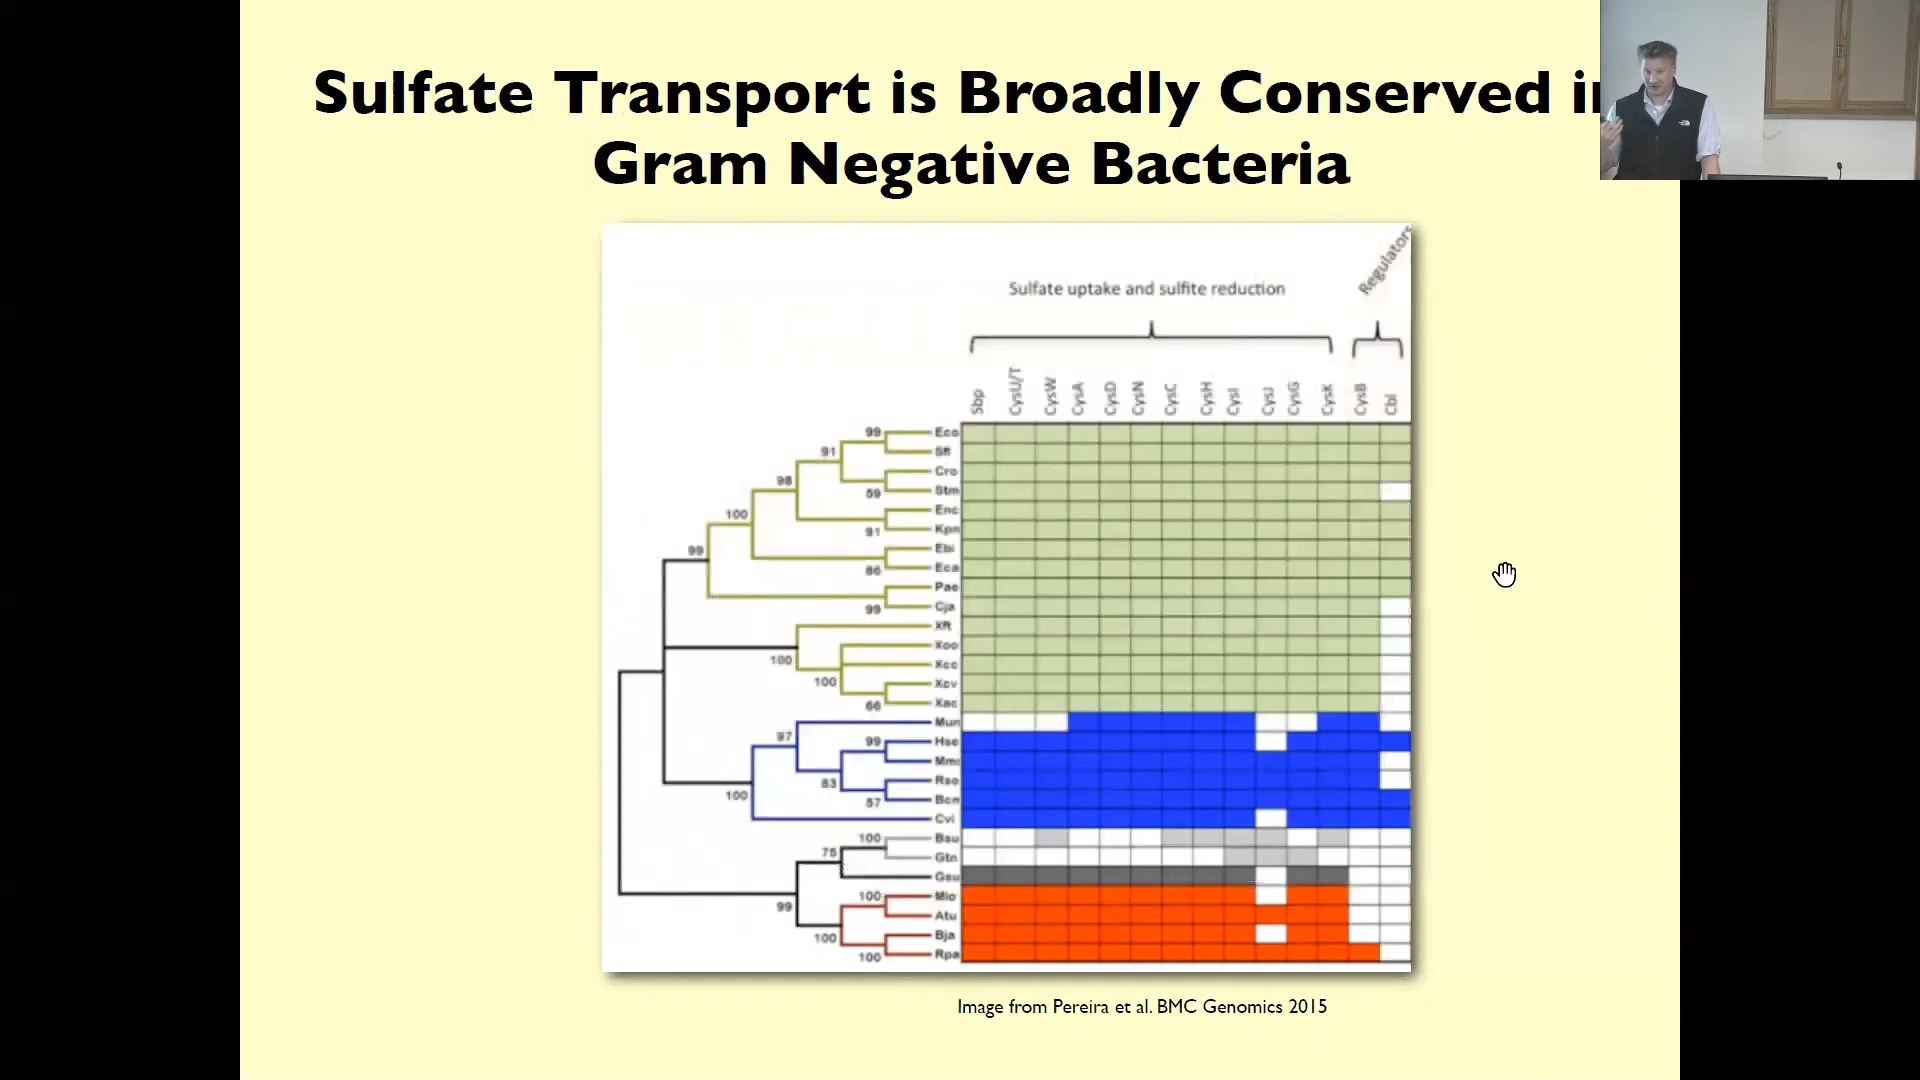 Sulfate Transport is Broadly Conserved in
Gram Negative Bacteria
Regulators
Sulfate uptake and sulfite reduction
Sbp CysU/T CysW CysA CysD CysN CysC CysH CysI CysJ CysG CysK CysB Cbl
99 Eco
91 Sfl
Cro
98 59 Stm
100 Enc
91 Kpn
99 Ebi
86 Eca
Pae
99 Cja
Xft
100 Xoo
Xcc
100 Xcv
66 Xac
Mun
97 99 Hse
Mms
83 Rso
100 57 Bcn
Cvi
100 Bsu
75 Gtn
Gsu
99 100 Mlo
Atu
100 Bja
100 Rpa
Image from Pereira et al. BMC Genomics 2015